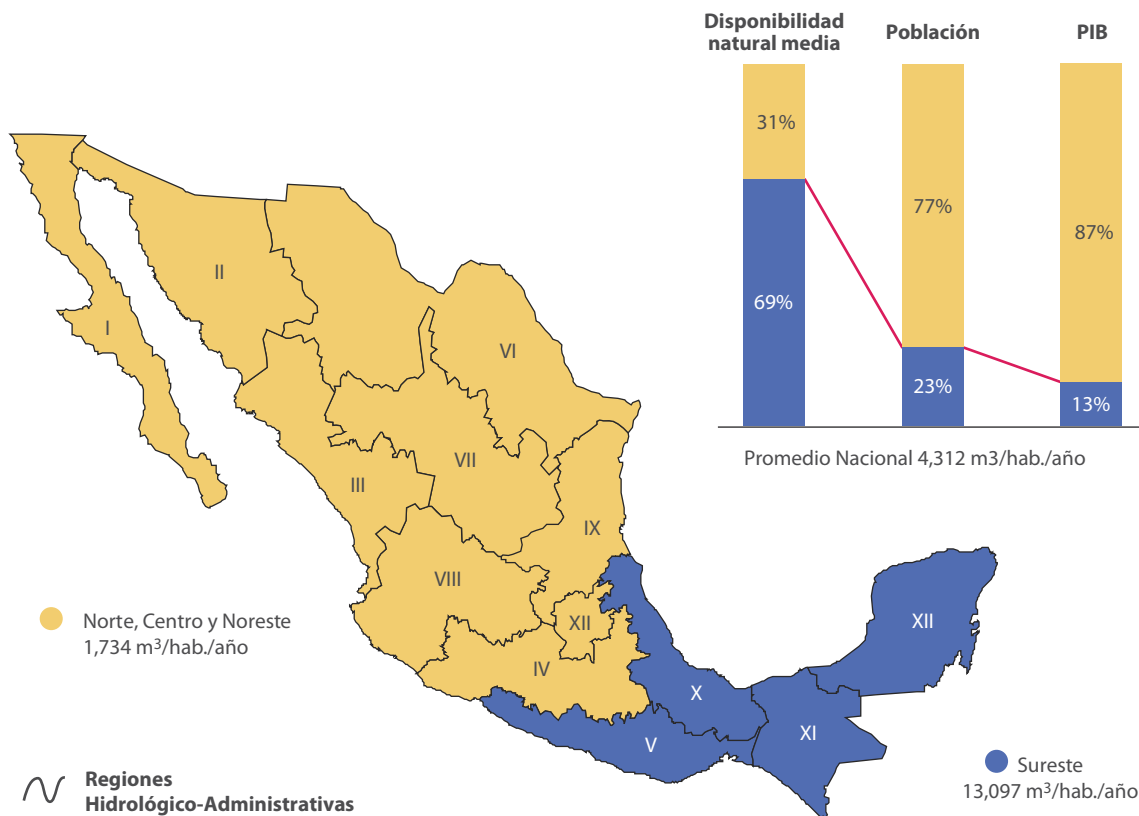 Disponibilidad
natural media
Población
PIB
31%
77%
87%
69%
23%
13%
Promedio Nacional 4,312 m3/hab./año
I
II
VI
VII
III
IX
VIII
XII
IV
X
V
XI
XII
Norte, Centro y Noreste
1,734 m³/hab./año
Sureste
13,097 m³/hab./año
Regiones
Hidrológico-Administrativas